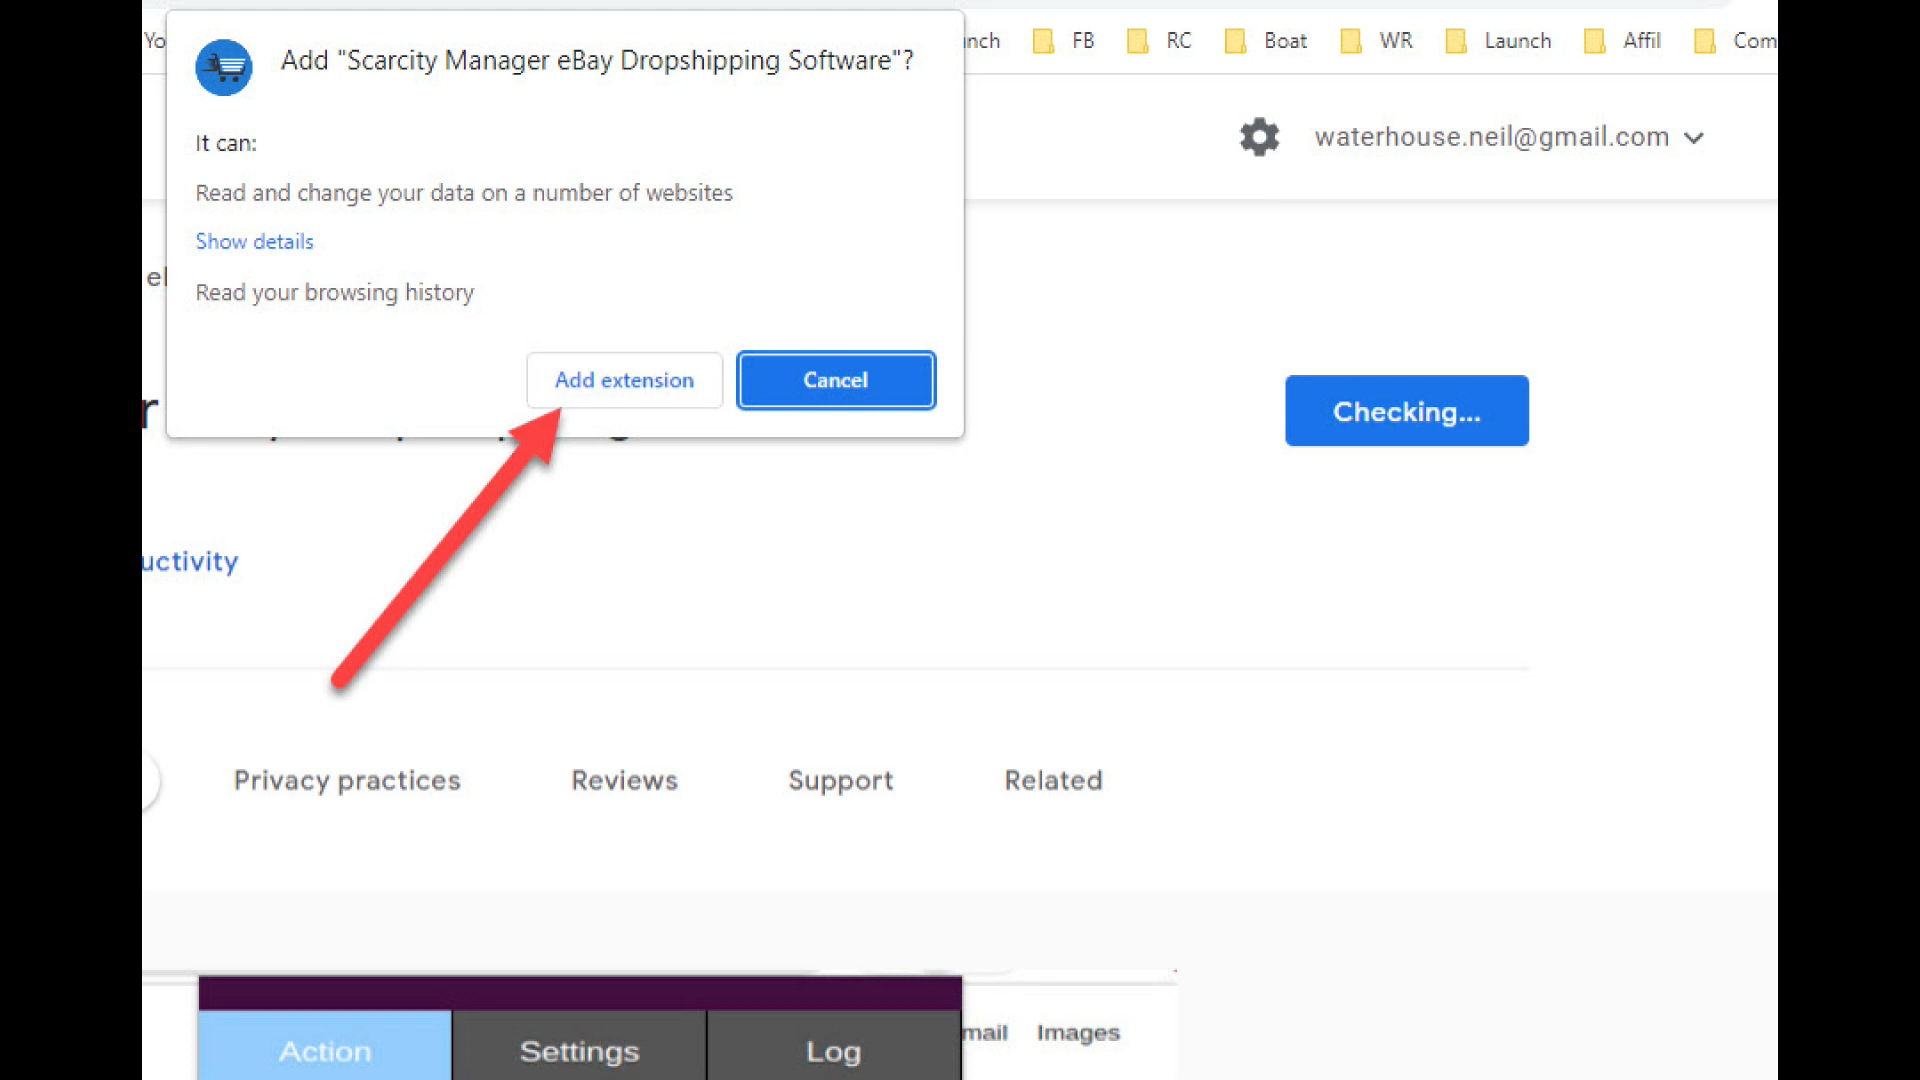 Add "Scarcity Manager eBay Dropshipping Software"?
FB RC Boat WR Launch Affil Com
It can:
waterhouse.neil@gmail.com
Read and change your data on a number of websites
Show details
Read your browsing history
Add extension Cancel
Checking...
uctivity
Privacy practices Reviews Support Related
mail Images
Action Settings Log